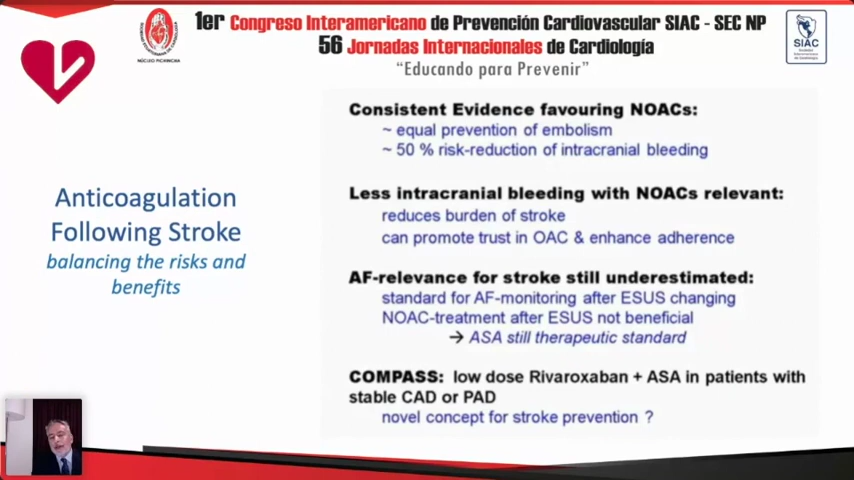 1er Congreso Interamericano de Prevención Cardiovascular SIAC - SEC NP
56 Jornadas Internacionales de Cardiología
“Educando para Prevenir”
NÚCLEO PICHINCHA
SIAC
Anticoagulation
Following Stroke
balancing the risks and
benefits
Consistent Evidence favouring NOACs:
~ equal prevention of embolism
~ 50 % risk-reduction of intracranial bleeding
Less intracranial bleeding with NOACs relevant:
reduces burden of stroke
can promote trust in OAC & enhance adherence
AF-relevance for stroke still underestimated:
standard for AF-monitoring after ESUS changing
NOAC-treatment after ESUS not beneficial
→ ASA still therapeutic standard
COMPASS: low dose Rivaroxaban + ASA in patients with
stable CAD or PAD
novel concept for stroke prevention ?